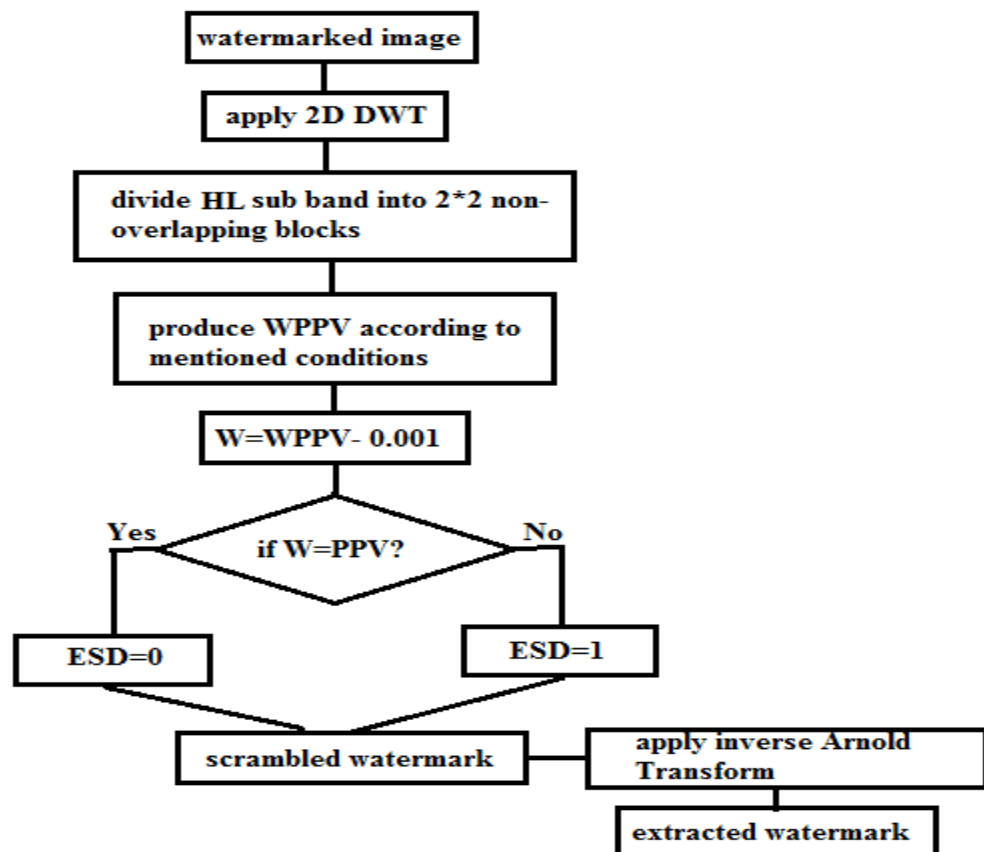 watermarked image
apply 2D DWT
divide HL sub band into 2*2 non-
overlapping blocks
produce WPPV according to
mentioned conditions
W=WPPV- 0.001
if W=PPV?
Yes
No
ESD=0
ESD=1
scrambled watermark
apply inverse Arnold
Transform
extracted watermark